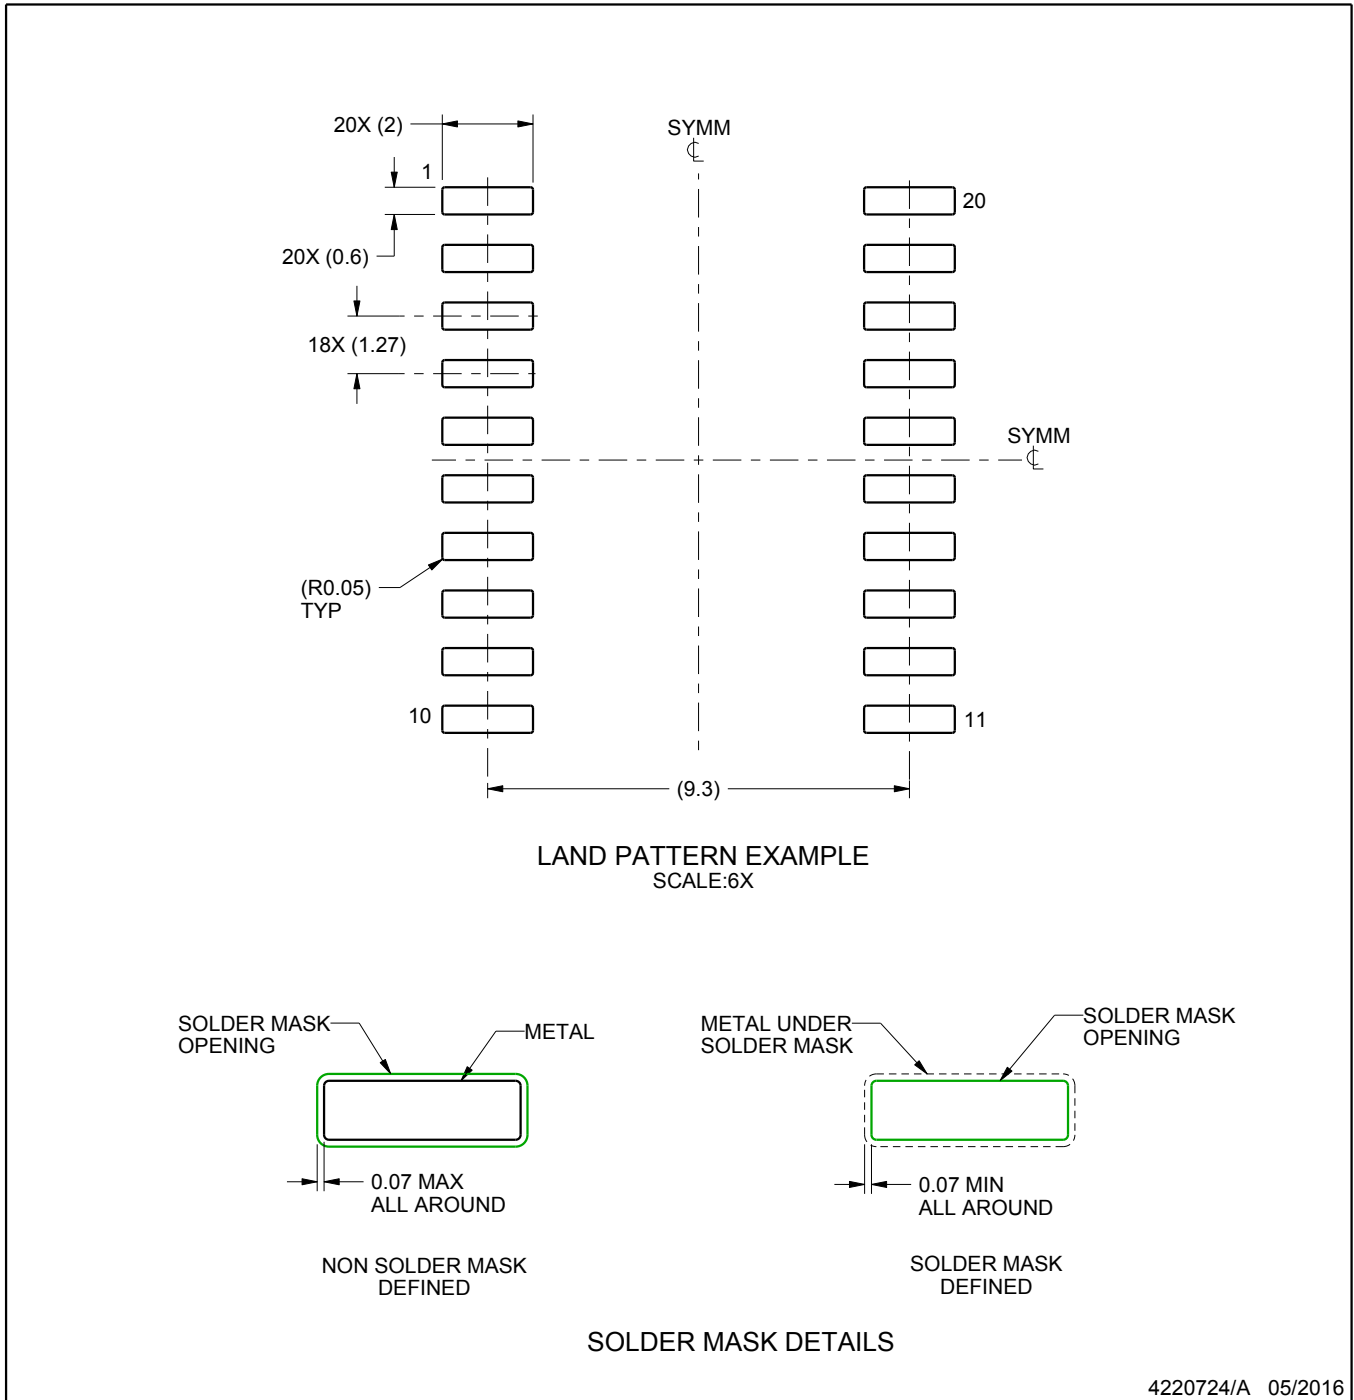 20X (2)
SYMM
℄
1
20
20X (0.6)
18X (1.27)
SYMM
℄
(R0.05)
TYP
10
11
(9.3)
LAND PATTERN EXAMPLE
SCALE:6X
SOLDER MASK
OPENING
METAL
0.07 MAX
ALL AROUND
NON SOLDER MASK
DEFINED
METAL UNDER
SOLDER MASK
SOLDER MASK
OPENING
0.07 MIN
ALL AROUND
SOLDER MASK
DEFINED
SOLDER MASK DETAILS
4220724/A 05/2016